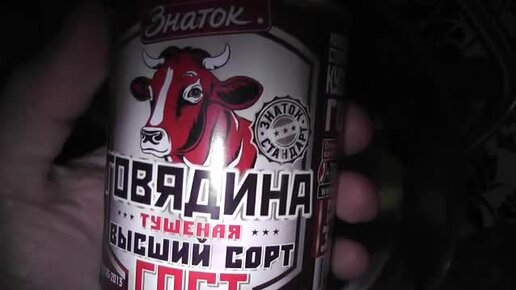 Знаток
ЗНАТОК
СТАНДАРТ
ГОВЯДИНА
ТУШЕНАЯ
ВЫСШИЙ СОРТ
ГОСТ